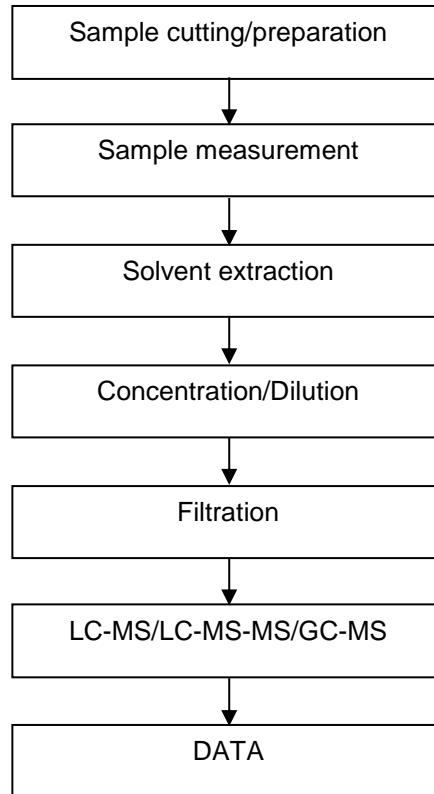 Sample cutting/preparation
Sample measurement
Solvent extraction
Concentration/Dilution
Filtration
LC-MS/LC-MS-MS/GC-MS
DATA